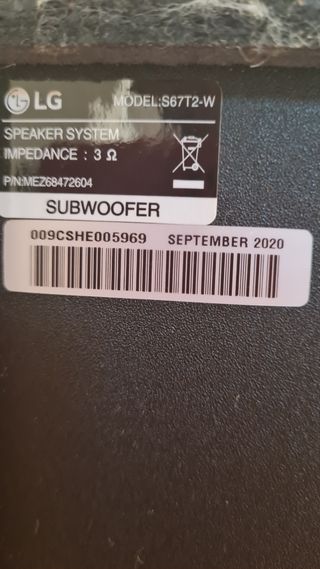 LG MODEL:S67T2-W
SPEAKER SYSTEM
IMPEDANCE : 3 Ω
P/N:MEZ68472604
SUBWOOFER
009CSHE005969 SEPTEMBER 2020